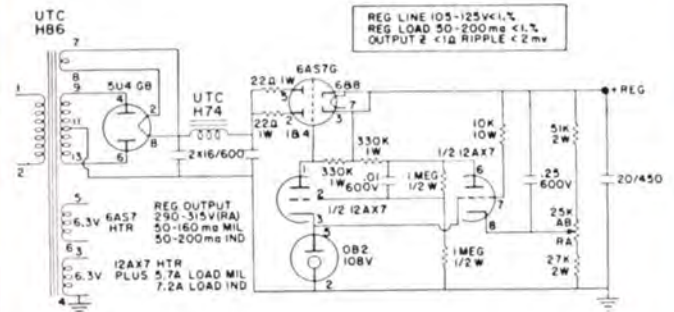 UTC
H86
REG LINE 105-125V<1.%
REG LOAD 50-200ma <1.%
OUTPUT Z <1Ω RIPPLE < 2mv
7
8
5U4 GB
9
4
2
1
11
2
13
6
8
UTC
H74
2X16/600
22Ω 1W
22Ω
1W
6AS7G
5
2
6&8
7
3
1&4
+ REG
330K
1W
330K
1W
.01
600V
1 MEG
1/2 W
1/2 12AX7
10K
10W
6
7
8
.25
600V
51K
2W
20/450
1
2
3
1/2 12AX7
5
OB2
108V
2
1 MEG
1/2 W
25K
AB
RA
27K
2W
5
6.3V
6
6AS7
HTR
REG OUTPUT
290-315V(RA)
50-160 ma MIL
50-200ma IND
3
6.3V
4
12AX7 HTR
PLUS 5.7A LOAD MIL
7.2A LOAD IND